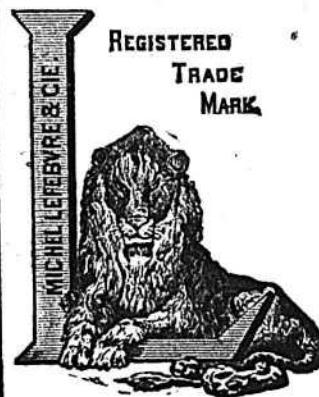 REGISTERED
TRADE
MARK
MICHEL LEFEBVRE & CIE.
L